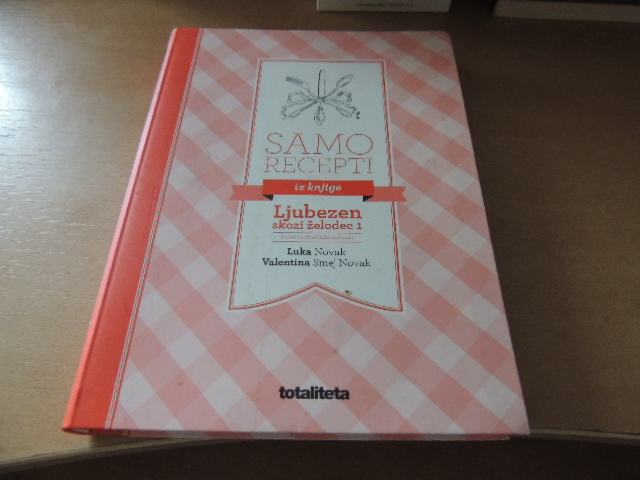 SAMO
RECEPTI
iz knjige
Ljubezen
skozi želodec 1
Luka Novak
Valentina Smej Novak
totaliteta